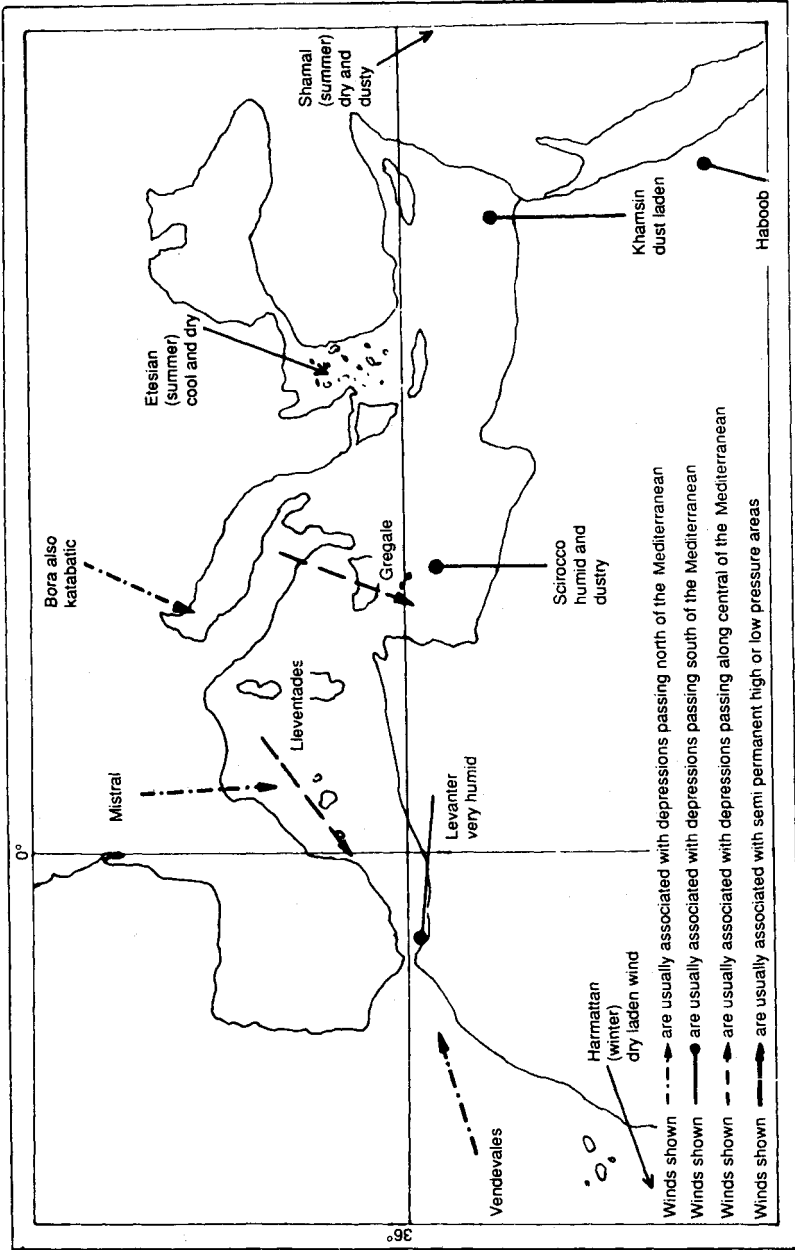 0°
36°
Bora also
katabatic
Mistral
Etesian
(summer)
cool and dry
Shamal
(summer)
dry and
dusty
Lleventades
Gregale
Levanter
very humid
Scirocco
humid and
dustry
Khamsin
dust laden
Haboob
Vendevales
Harmattan
(winter)
dry laden wind
Winds shown are usually associated with depressions passing north of the Mediterranean
Winds shown are usually associated with depressions passing south of the Mediterranean
Winds shown are usually associated with depressions passing along central of the Mediterranean
Winds shown are usually associated with semi permanent high or low pressure areas